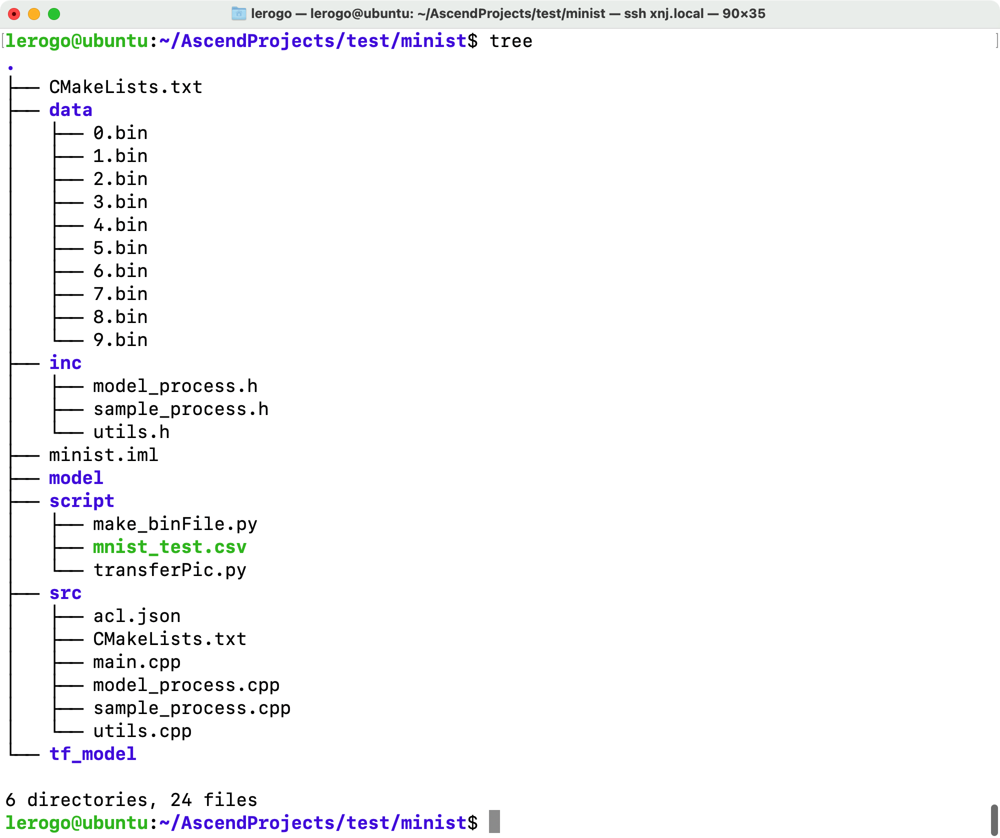 lerogo — lerogo@ubuntu: ~/AscendProjects/test/minist — ssh xnj.local — 90×35
[lerogo@ubuntu:~/AscendProjects/test/minist$ tree ]
.
├── CMakeLists.txt
├── data
│   ├── 0.bin
│   ├── 1.bin
│   ├── 2.bin
│   ├── 3.bin
│   ├── 4.bin
│   ├── 5.bin
│   ├── 6.bin
│   ├── 7.bin
│   ├── 8.bin
│   └── 9.bin
├── inc
│   ├── model_process.h
│   ├── sample_process.h
│   └── utils.h
├── minist.iml
├── model
├── script
│   ├── make_binFile.py
│   ├── mnist_test.csv
│   └── transferPic.py
├── src
│   ├── acl.json
│   ├── CMakeLists.txt
│   ├── main.cpp
│   ├── model_process.cpp
│   ├── sample_process.cpp
│   └── utils.cpp
└── tf_model
6 directories, 24 files
lerogo@ubuntu:~/AscendProjects/test/minist$